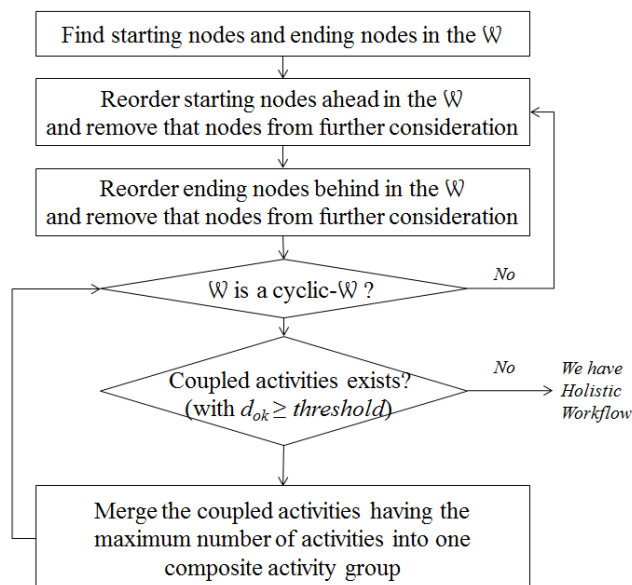 Find starting nodes and ending nodes in the 𝕎
Reorder starting nodes ahead in the 𝕎
and remove that nodes from further consideration
Reorder ending nodes behind in the 𝕎
and remove that nodes from further consideration
𝕎 is a cyclic-𝕎 ?
No
Coupled activities exists?
(with dok ≥ threshold)
No
We have
Holistic
Workflow
Merge the coupled activities having the
maximum number of activities into one
composite activity group